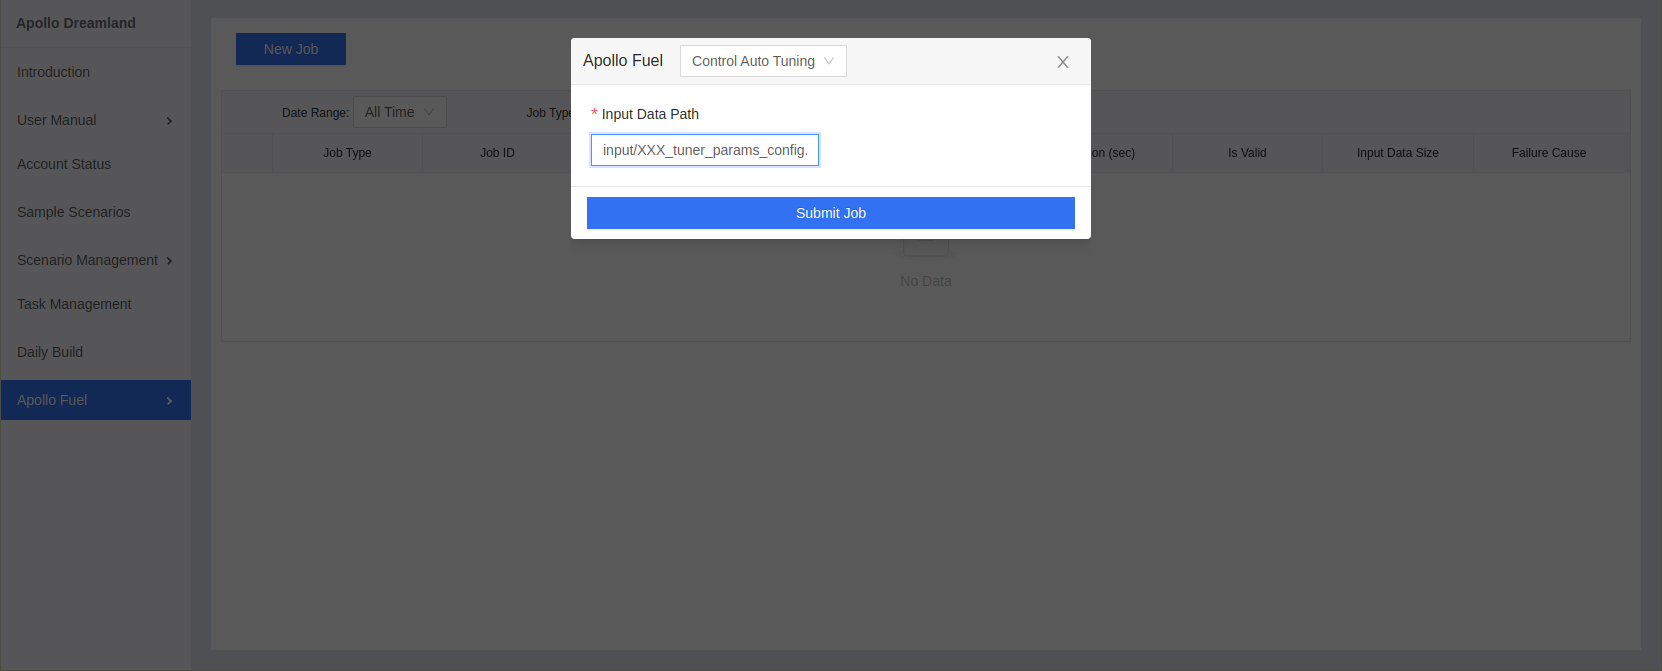 Apollo Dreamland
Introduction
User Manual
Account Status
Sample Scenarios
Scenario Management
Task Management
Daily Build
Apollo Fuel
New Job
Apollo Fuel Control Auto Tuning
* Input Data Path
input/XXX_tuner_params_config.
Submit Job
Date Range: All Time Job Type
Job Type Job ID on (sec) Is Valid Input Data Size Failure Cause
No Data